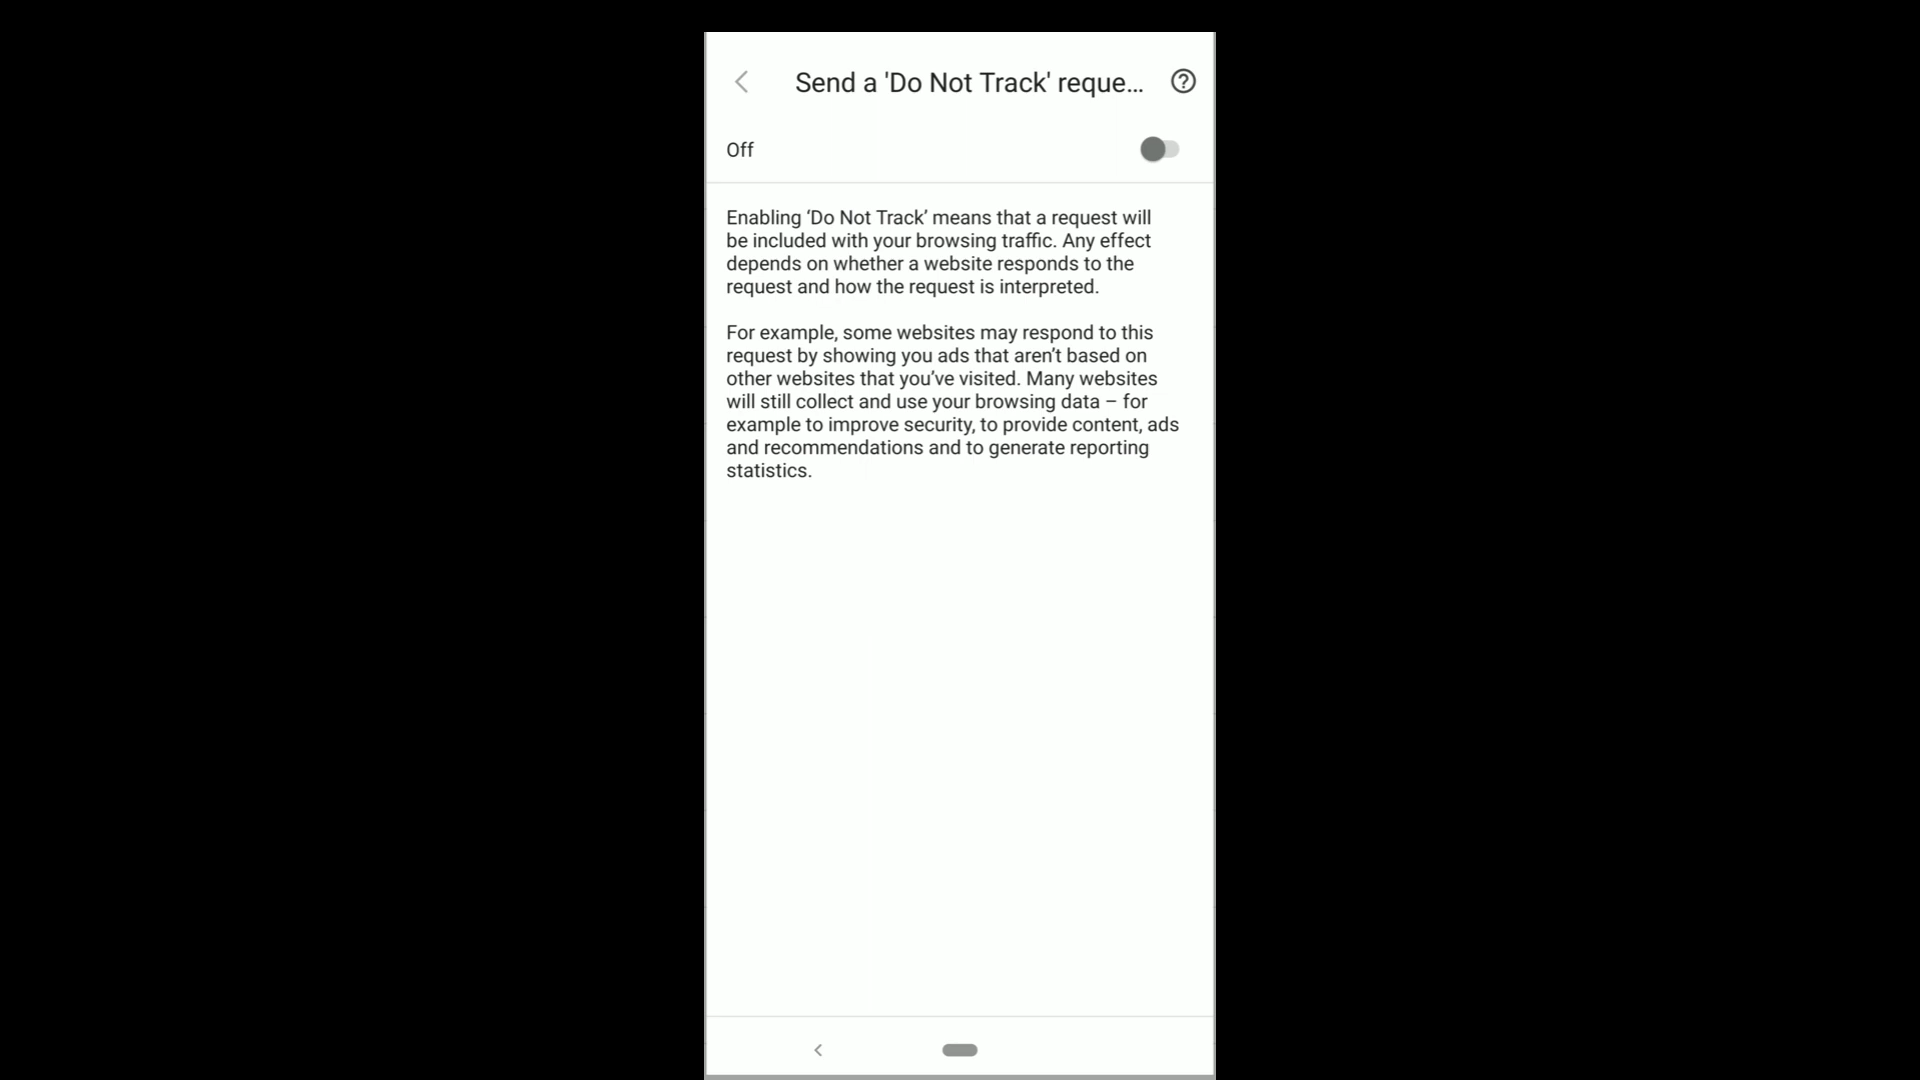 Send a 'Do Not Track' reque...
Off
Enabling ‘Do Not Track’ means that a request will
be included with your browsing traffic. Any effect
depends on whether a website responds to the
request and how the request is interpreted.
For example, some websites may respond to this
request by showing you ads that aren’t based on
other websites that you’ve visited. Many websites
will still collect and use your browsing data – for
example to improve security, to provide content, ads
and recommendations and to generate reporting
statistics.